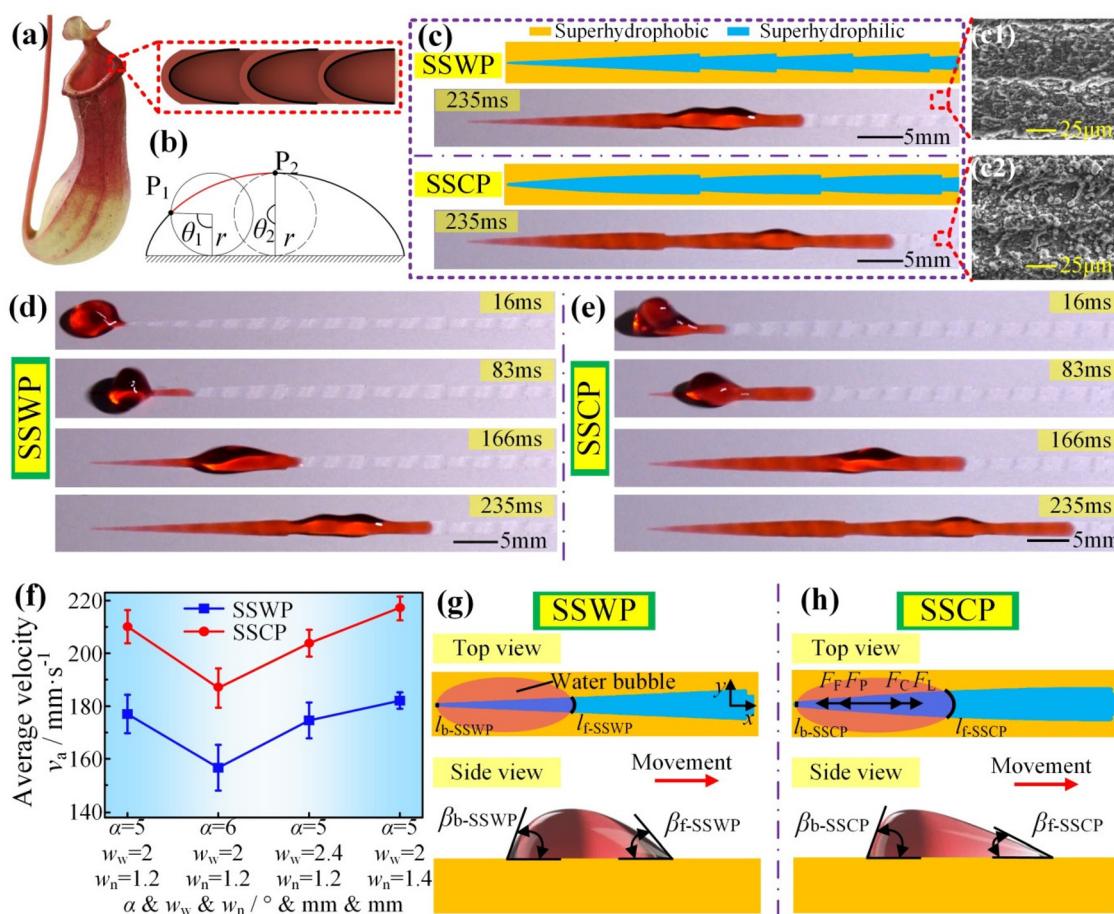 (a)
(b)
P1
P2
θ1
r
θ2
r
(c)
Superhydrophobic
Superhydrophilic
SSWP
235ms
5mm
SSCP
235ms
5mm
(c1)
25μm
(c2)
25μm
(d)
SSWP
16ms
83ms
166ms
235ms
5mm
(e)
SSCP
16ms
83ms
166ms
235ms
5mm
(f)
SSWP
SSCP
Average velocity
va / mm·s-1
220
200
180
160
140
α=5 α=6 α=5 α=5
ww=2 ww=2 ww=2.4 ww=2
wn=1.2 wn=1.2 wn=1.2 wn=1.4
α & ww & wn / ° & mm & mm
(g)
SSWP
Top view
Water bubble
y
x
lb-SSWP
lf-SSWP
Side view
Movement
βb-SSWP
βf-SSWP
(h)
SSCP
Top view
FF FP FC FL
lb-SSCP
lf-SSCP
Side view
Movement
βb-SSCP
βf-SSCP